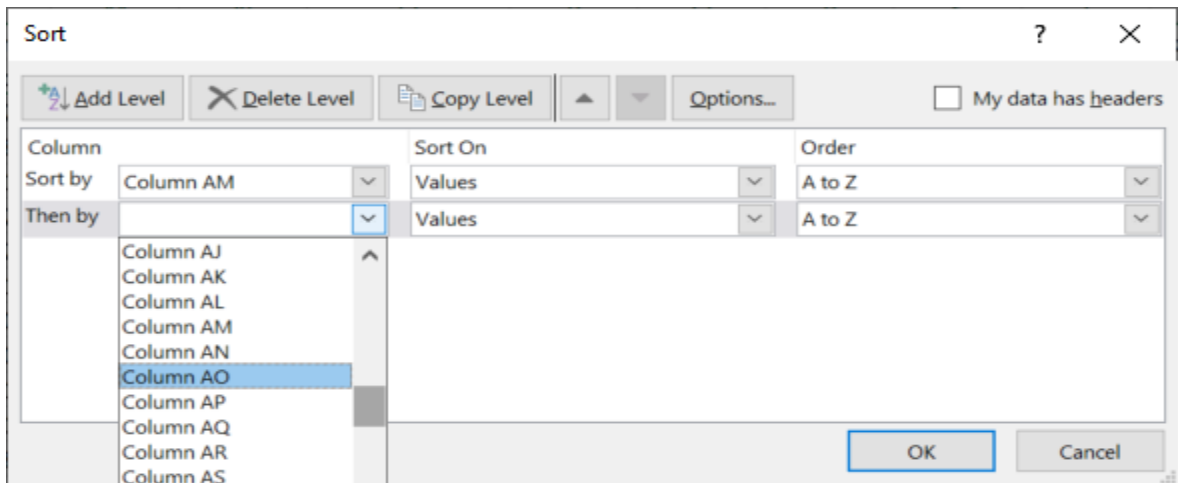 Sort ?
Add Level Delete Level Copy Level Options... My data has headers
Column Sort On Order
Sort by Column AM Values A to Z
Then by Values A to Z
Column AJ
Column AK
Column AL
Column AM
Column AN
Column AO
Column AP
Column AQ
Column AR
Column AS
OK Cancel